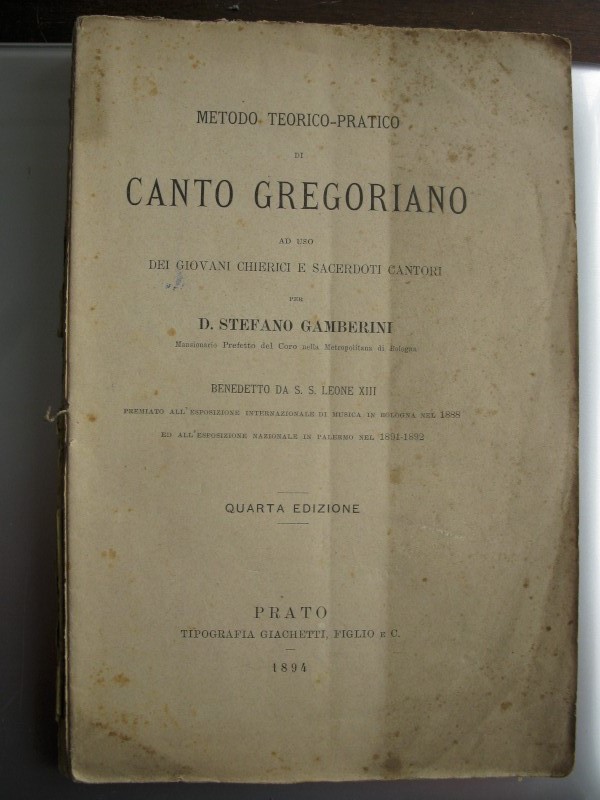 METODO TEORICO-PRATICO
DI
CANTO GREGORIANO
AD USO
DEI GIOVANI CHIERICI E SACERDOTI CANTORI
PER
D. STEFANO GAMBERINI
Mansionario Prefetto del Coro nella Metropolitana di Bologna
BENEDETTO DA S. S. LEONE XIII
PREMIATO ALL'ESPOSIZIONE INTERNAZIONALE DI MUSICA IN BOLOGNA NEL 1888
ED ALL'ESPOSIZIONE NAZIONALE IN PALERMO NEL 1891-1892
QUARTA EDIZIONE
PRATO
TIPOGRAFIA GIACHETTI, FIGLIO E C.
1894